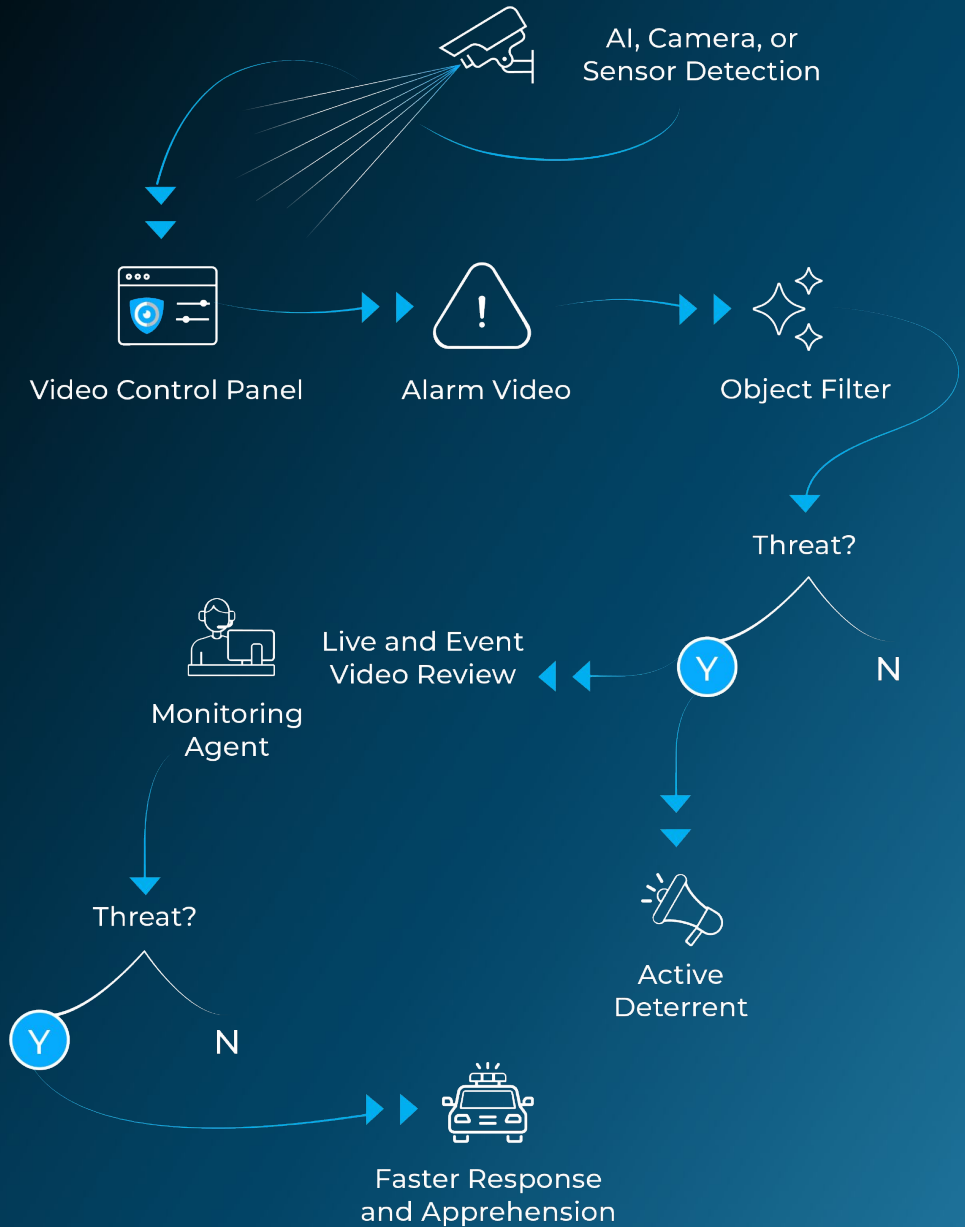 AI, Camera, or
Sensor Detection
Video Control Panel
Alarm Video
Object Filter
Threat?
Y
N
Live and Event
Video Review
Monitoring
Agent
Active
Deterrent
Threat?
Y
N
Faster Response
and Apprehension